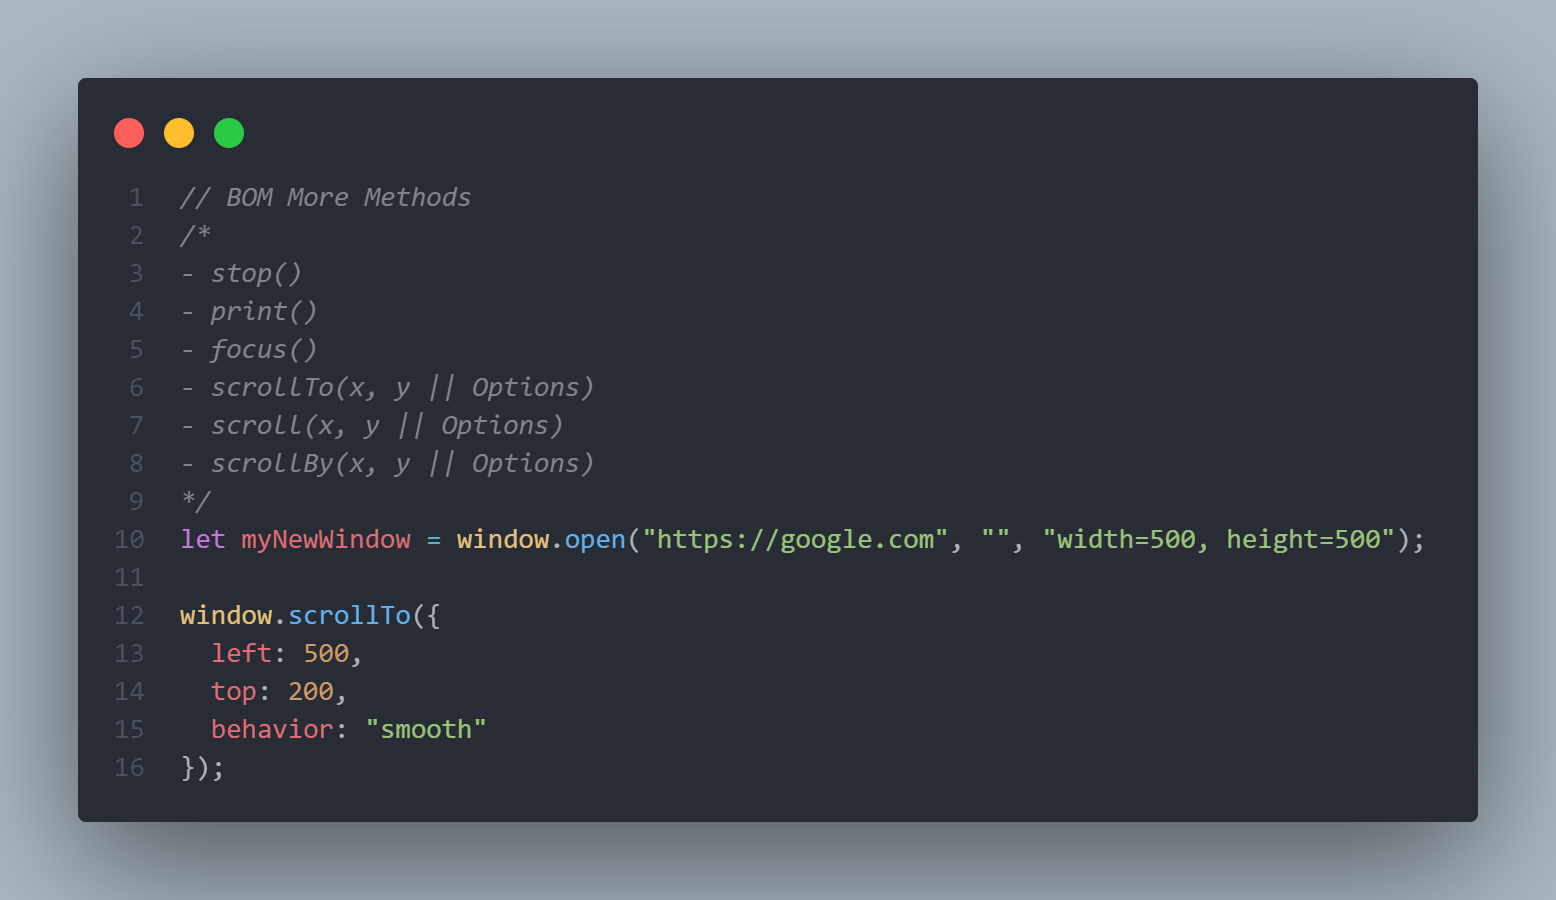 1 // BOM More Methods
2 /*
3 - stop()
4 - print()
5 - focus()
6 - scrollTo(x, y || Options)
7 - scroll(x, y || Options)
8 - scrollBy(x, y || Options)
9 */
10 let myNewWindow = window.open("https://google.com", "", "width=500, height=500");
11
12 window.scrollTo({
13   left: 500,
14   top: 200,
15   behavior: "smooth"
16 });